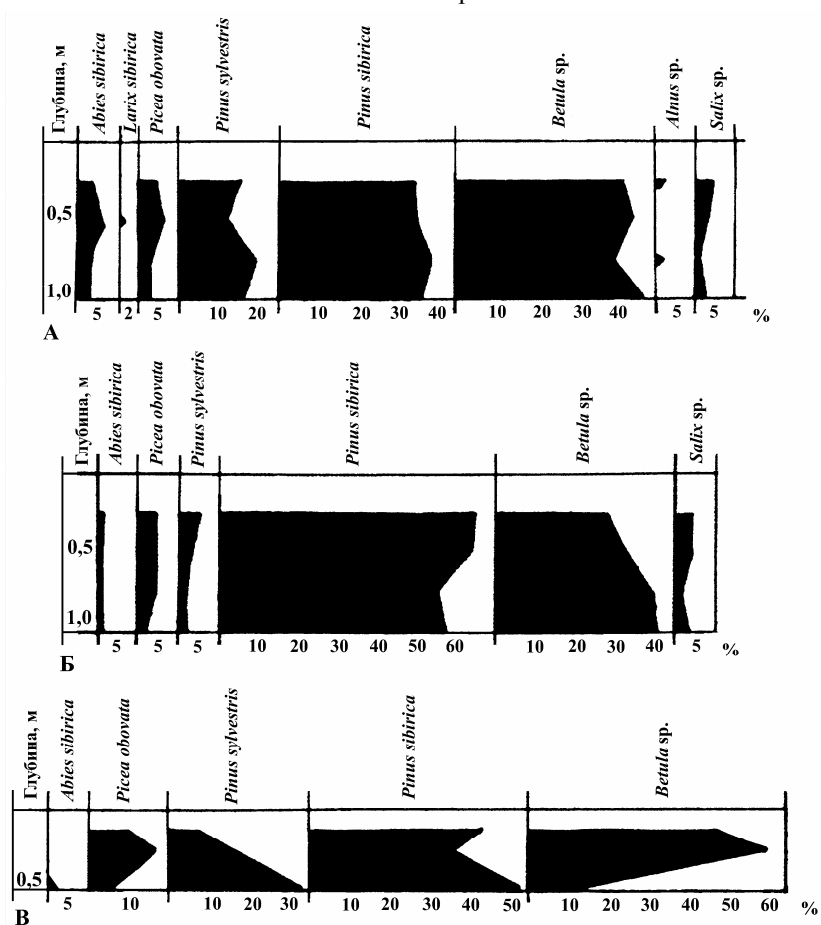 Глубина, м Abies sibirica Larix sibirica Picea obovata Pinus sylvestris Pinus sibirica Betula sp. Alnus sp. Salix sp.
0,5
1,0
5 2 5 10 20 10 20 30 40 10 20 30 40 5 5 %
А
Глубина, м Abies sibirica Picea obovata Pinus sylvestris Pinus sibirica Betula sp. Salix sp.
0,5
1,0
5 5 5 10 20 30 40 50 60 10 20 30 40 5 %
Б
Глубина, м Abies sibirica Picea obovata Pinus sylvestris Pinus sibirica Betula sp.
0,5
5 10 10 20 30 10 20 30 40 50 10 20 30 40 50 60 %
В